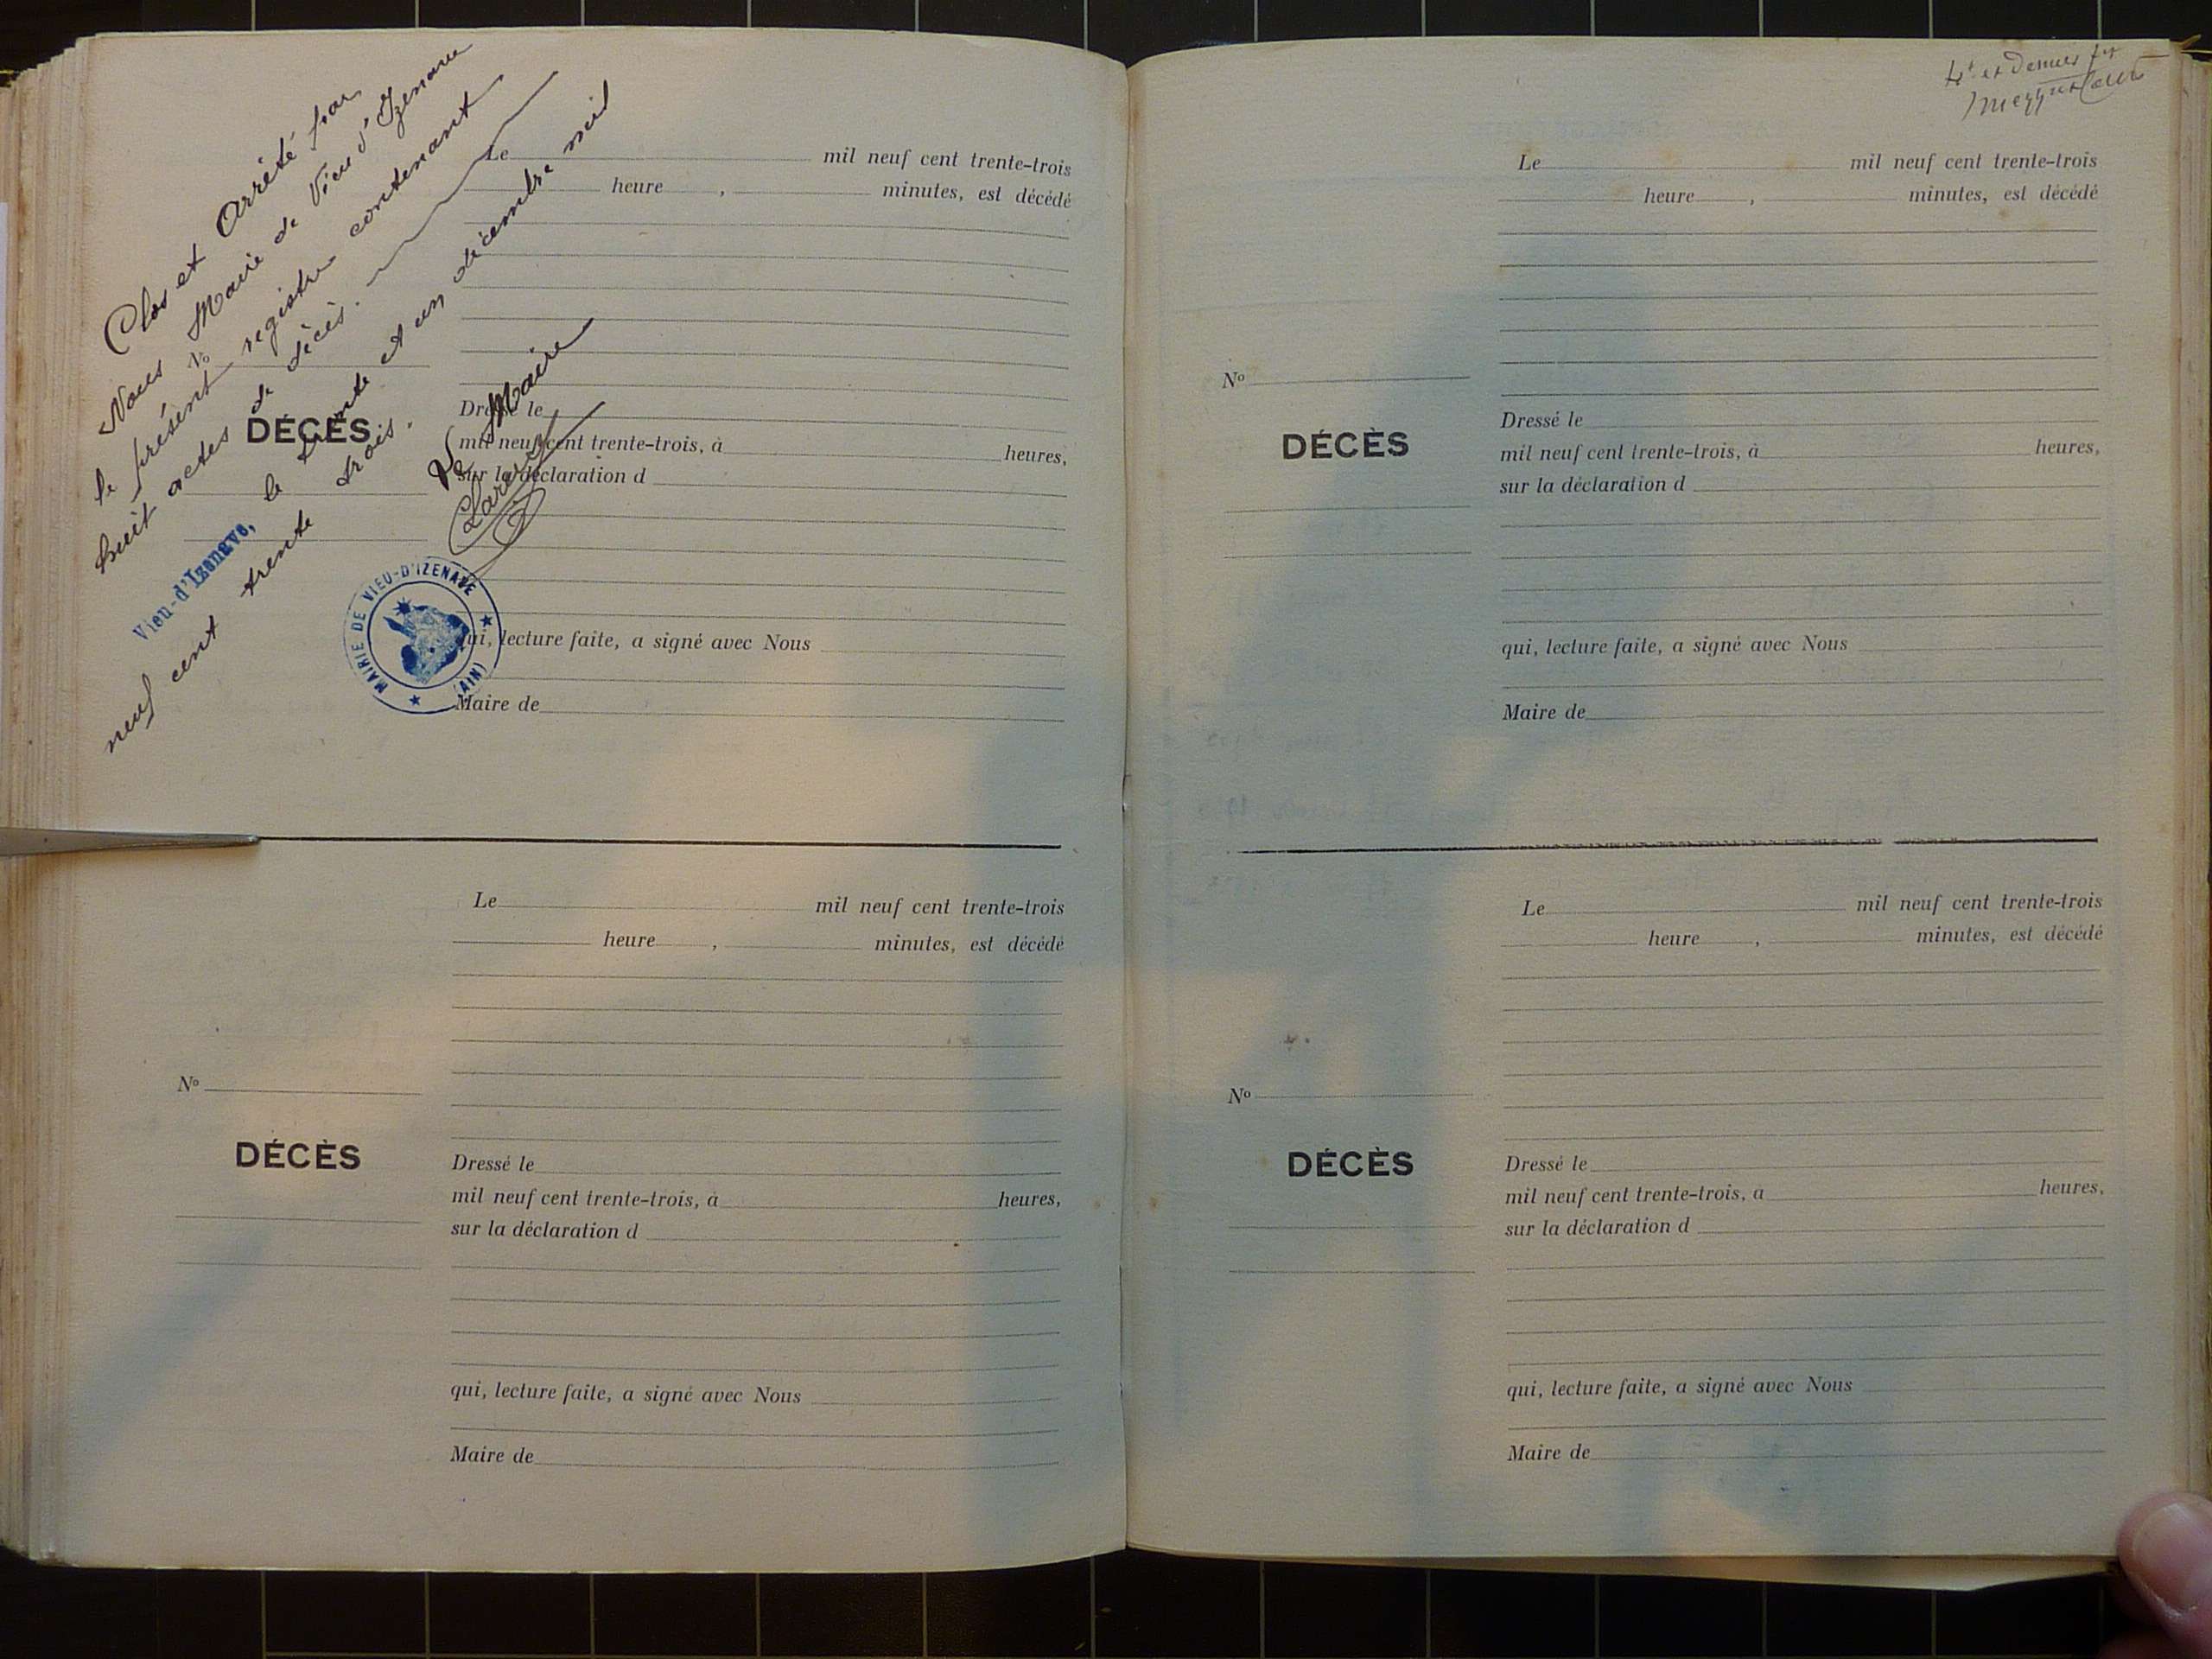 Clos et Arrêté par
Nous Maire de Vieu d'Izenave
le présent registre contenant
huit actes de décès.
Vieu-d'Izenave, le trente et un décembre mil
neuf cent trente trois.
Le Maire
MAIRIE DE VIEU-D'IZENAVE
(AIN)
Le mil neuf cent trente-trois
heure , minutes, est décédé
No
DÉCÈS
Dressé le
mil neuf cent trente-trois, à heures,
sur la déclaration d
qui, lecture faite, a signé avec Nous
Maire de
Le mil neuf cent trente-trois
heure , minutes, est décédé
No
DÉCÈS
Dressé le
mil neuf cent trente-trois, à heures,
sur la déclaration d
qui, lecture faite, a signé avec Nous
Maire de
et dernier
Le mil neuf cent trente-trois
heure , minutes, est décédé
No
DÉCÈS
Dressé le
mil neuf cent trente-trois, à heures,
sur la déclaration d
qui, lecture faite, a signé avec Nous
Maire de
Le mil neuf cent trente-trois
heure , minutes, est décédé
No
DÉCÈS
Dressé le
mil neuf cent trente-trois, à heures,
sur la déclaration d
qui, lecture faite, a signé avec Nous
Maire de